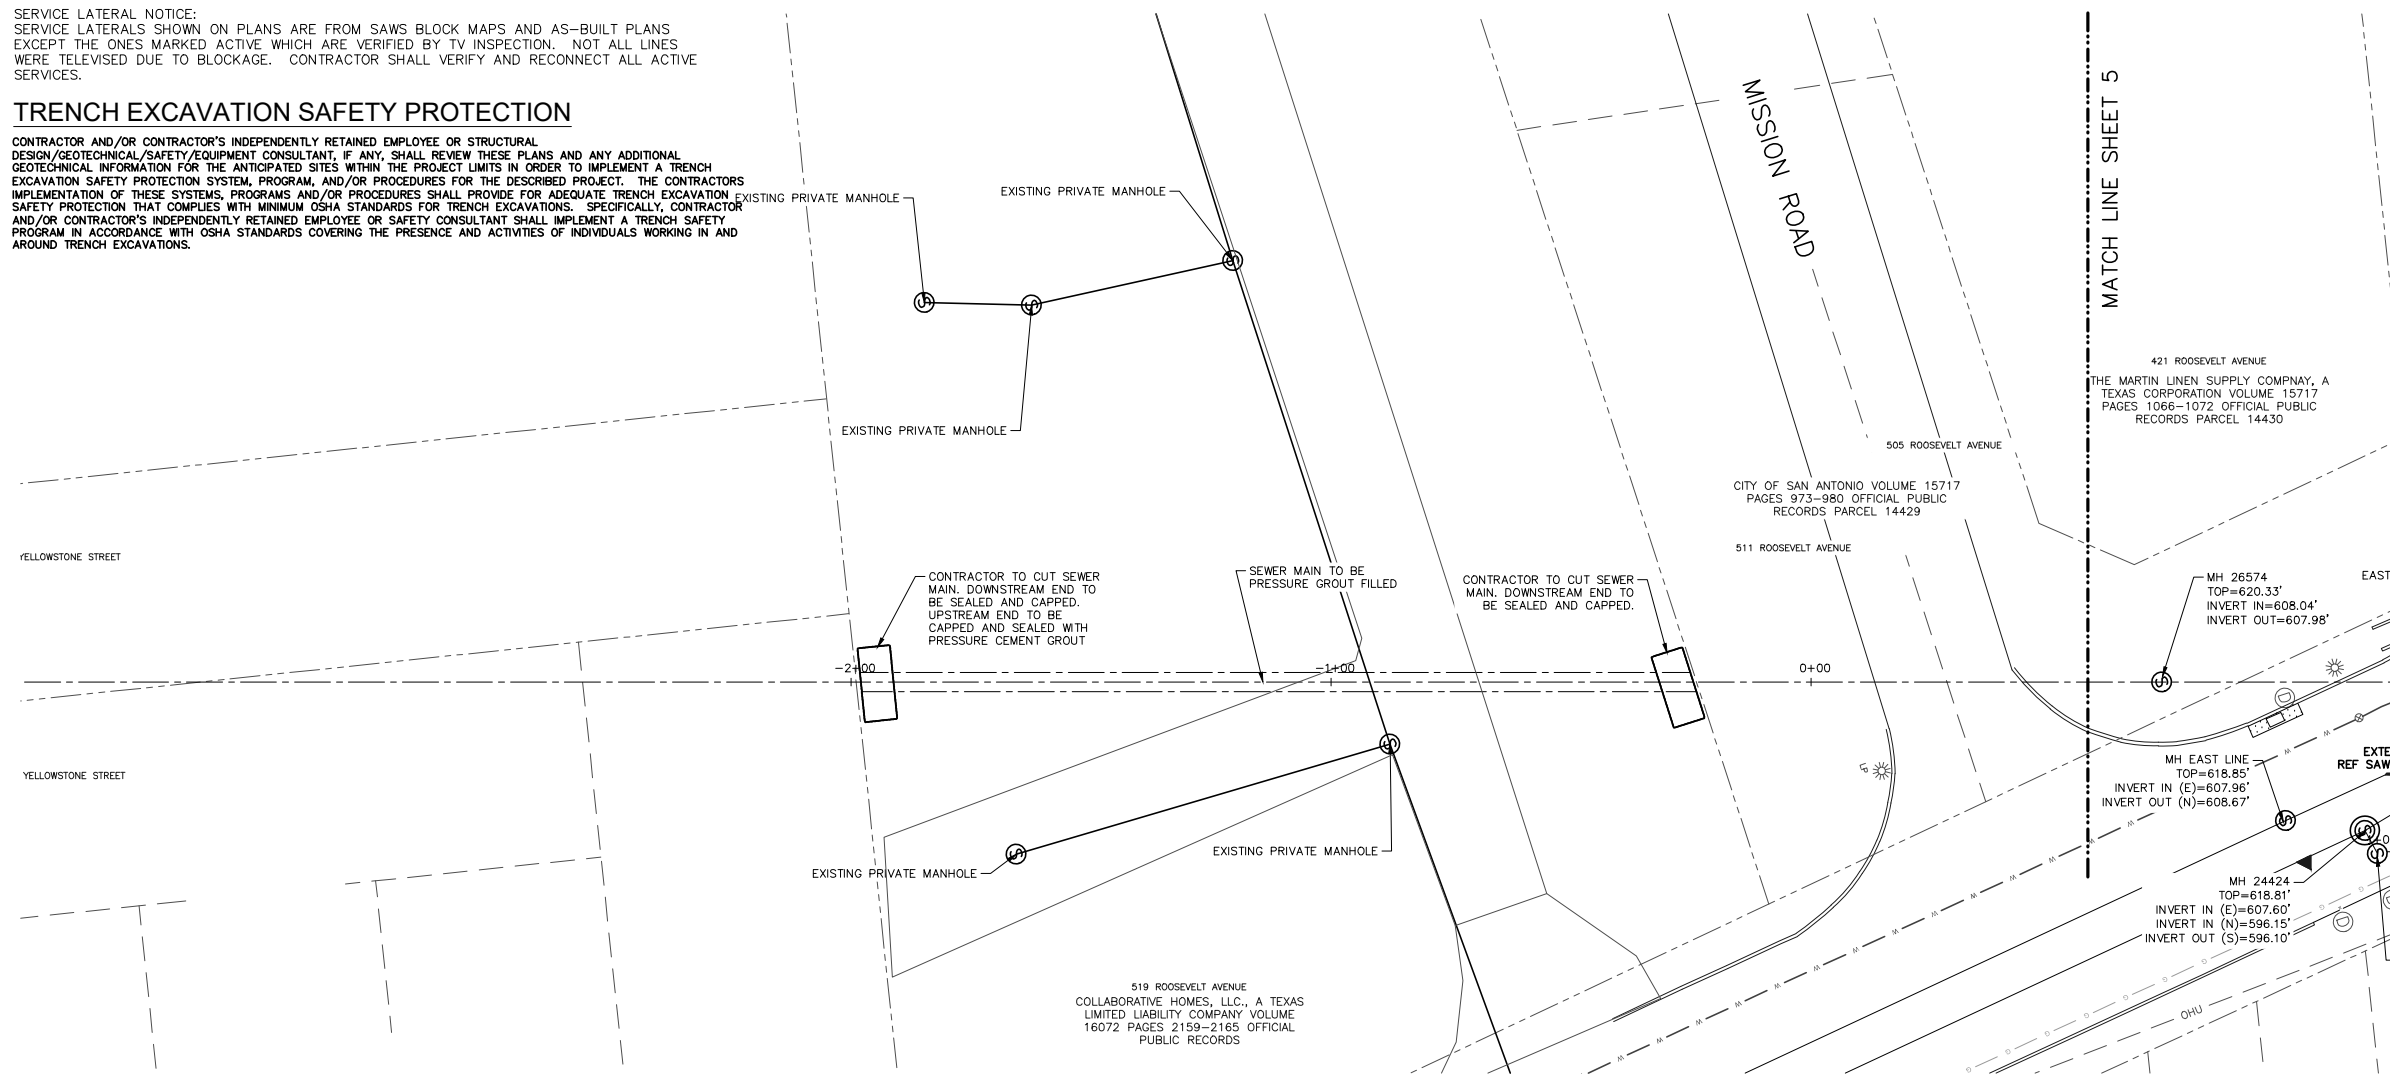 SERVICE LATERAL NOTICE:
SERVICE LATERALS SHOWN ON PLANS ARE FROM SAWS BLOCK MAPS AND AS-BUILT PLANS
EXCEPT THE ONES MARKED ACTIVE WHICH ARE VERIFIED BY TV INSPECTION. NOT ALL LINES
WERE TELEVISED DUE TO BLOCKAGE. CONTRACTOR SHALL VERIFY AND RECONNECT ALL ACTIVE
SERVICES.
TRENCH EXCAVATION SAFETY PROTECTION
CONTRACTOR AND/OR CONTRACTOR'S INDEPENDENTLY RETAINED EMPLOYEE OR STRUCTURAL
DESIGN/GEOTECHNICAL/SAFETY/EQUIPMENT CONSULTANT, IF ANY, SHALL REVIEW THESE PLANS AND ANY ADDITIONAL
GEOTECHNICAL INFORMATION FOR THE ANTICIPATED SITES WITHIN THE PROJECT LIMITS IN ORDER TO IMPLEMENT A TRENCH
EXCAVATION SAFETY PROTECTION SYSTEM, PROGRAM, AND/OR PROCEDURES FOR THE DESCRIBED PROJECT. THE CONTRACTORS
IMPLEMENTATION OF THESE SYSTEMS, PROGRAMS AND/OR PROCEDURES SHALL PROVIDE FOR ADEQUATE TRENCH EXCAVATION
SAFETY PROTECTION THAT COMPLIES WITH MINIMUM OSHA STANDARDS FOR TRENCH EXCAVATIONS. SPECIFICALLY, CONTRACTOR
AND/OR CONTRACTOR'S INDEPENDENTLY RETAINED EMPLOYEE OR SAFETY CONSULTANT SHALL IMPLEMENT A TRENCH SAFETY
PROGRAM IN ACCORDANCE WITH OSHA STANDARDS COVERING THE PRESENCE AND ACTIVITIES OF INDIVIDUALS WORKING IN AND
AROUND TRENCH EXCAVATIONS.
EXISTING PRIVATE MANHOLE
EXISTING PRIVATE MANHOLE
EXISTING PRIVATE MANHOLE
MISSION ROAD
MATCH LINE SHEET 5
421 ROOSEVELT AVENUE
THE MARTIN LINEN SUPPLY COMPNAY, A
TEXAS CORPORATION VOLUME 15717
PAGES 1066-1072 OFFICIAL PUBLIC
RECORDS PARCEL 14430
505 ROOSEVELT AVENUE
CITY OF SAN ANTONIO VOLUME 15717
PAGES 973-980 OFFICIAL PUBLIC
RECORDS PARCEL 14429
511 ROOSEVELT AVENUE
YELLOWSTONE STREET
CONTRACTOR TO CUT SEWER
MAIN. DOWNSTREAM END TO
BE SEALED AND CAPPED.
UPSTREAM END TO BE
CAPPED AND SEALED WITH
PRESSURE CEMENT GROUT
SEWER MAIN TO BE
PRESSURE GROUT FILLED
CONTRACTOR TO CUT SEWER
MAIN. DOWNSTREAM END TO
BE SEALED AND CAPPED.
EAST
MH 26574
TOP=620.33'
INVERT IN=608.04'
INVERT OUT=607.98'
-2+00
-1+00
0+00
YELLOWSTONE STREET
LP
EXTE
REF SAW
MH EAST LINE
TOP=618.85'
INVERT IN (E)=607.96'
INVERT OUT (N)=608.67'
EXISTING PRIVATE MANHOLE
EXISTING PRIVATE MANHOLE
MH 24424
TOP=618.81'
INVERT IN (E)=607.60'
INVERT IN (N)=596.15'
INVERT OUT (S)=596.10'
519 ROOSEVELT AVENUE
COLLABORATIVE HOMES, LLC., A TEXAS
LIMITED LIABILITY COMPANY VOLUME
16072 PAGES 2159-2165 OFFICIAL
PUBLIC RECORDS
OHU